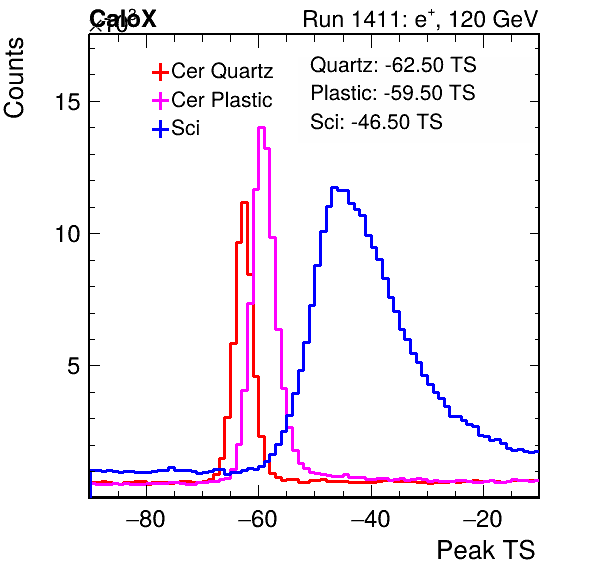 CaloX Run 1411: e⁺, 120 GeV
×10³
Cer Quartz
Cer Plastic
Sci
Quartz: -62.50 TS
Plastic: -59.50 TS
Sci: -46.50 TS
Counts
15
10
5
−80 −60 −40 −20
Peak TS